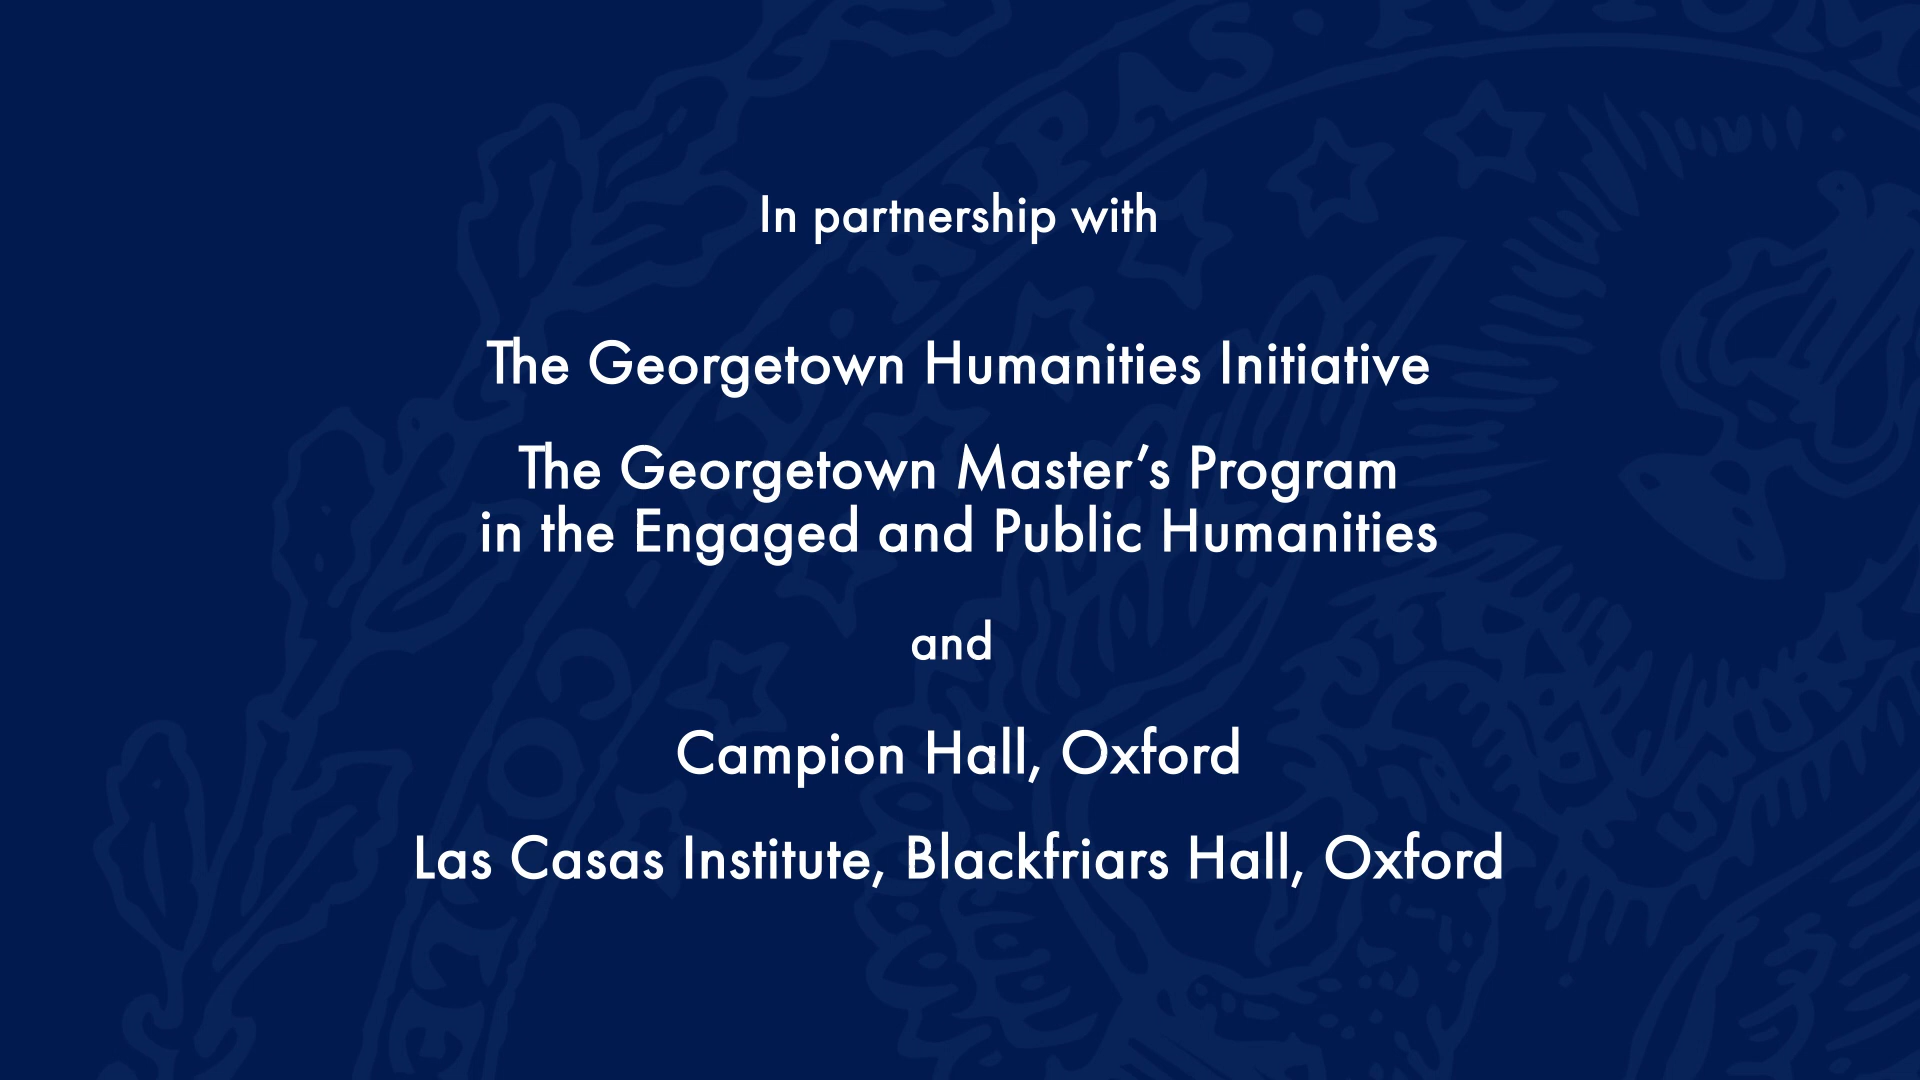 In partnership with
The Georgetown Humanities Initiative
The Georgetown Master’s Program
in the Engaged and Public Humanities
and
Campion Hall, Oxford
Las Casas Institute, Blackfriars Hall, Oxford